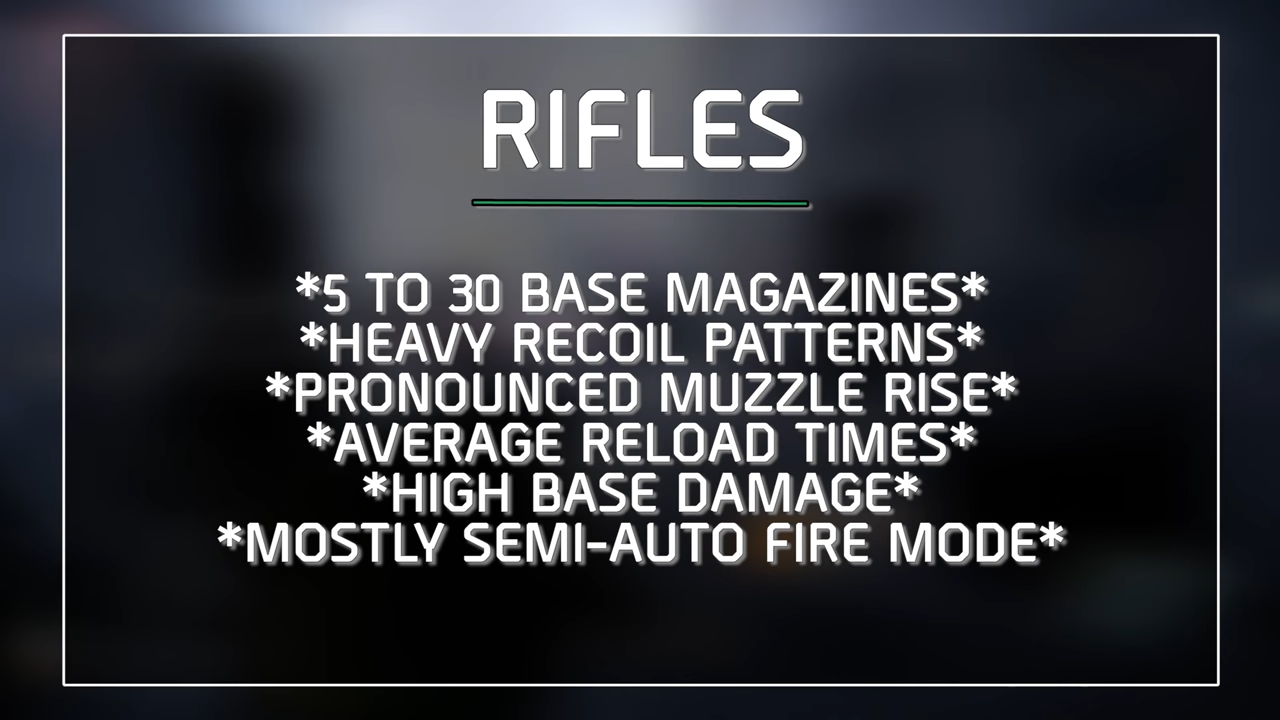 RIFLES
*5 TO 30 BASE MAGAZINES*
*HEAVY RECOIL PATTERNS*
*PRONOUNCED MUZZLE RISE*
*AVERAGE RELOAD TIMES*
*HIGH BASE DAMAGE*
*MOSTLY SEMI-AUTO FIRE MODE*